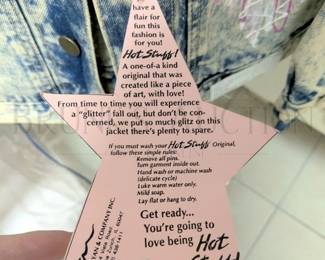 have a
flair for
fun this
fashion is
for you!
Hot Stuff!
A one-of-a kind
original that
was created
like a piece
of art, with love!
From time to time you will experience
a "glitter" fall out, but don't be con-
cerned, we put so much glitz on this
jacket there's plenty to spare.
If you must wash your Hot Stuff Original,
follow these simple rules:
Remove all pins.
Turn garment inside out.
Hand wash or machine wash
(delicate cycle)
Luke warm water only.
Mild soap.
Lay flat or hang to dry.
Get ready...
You're going to
love being Hot
Stuff!
& COMPANY INC.